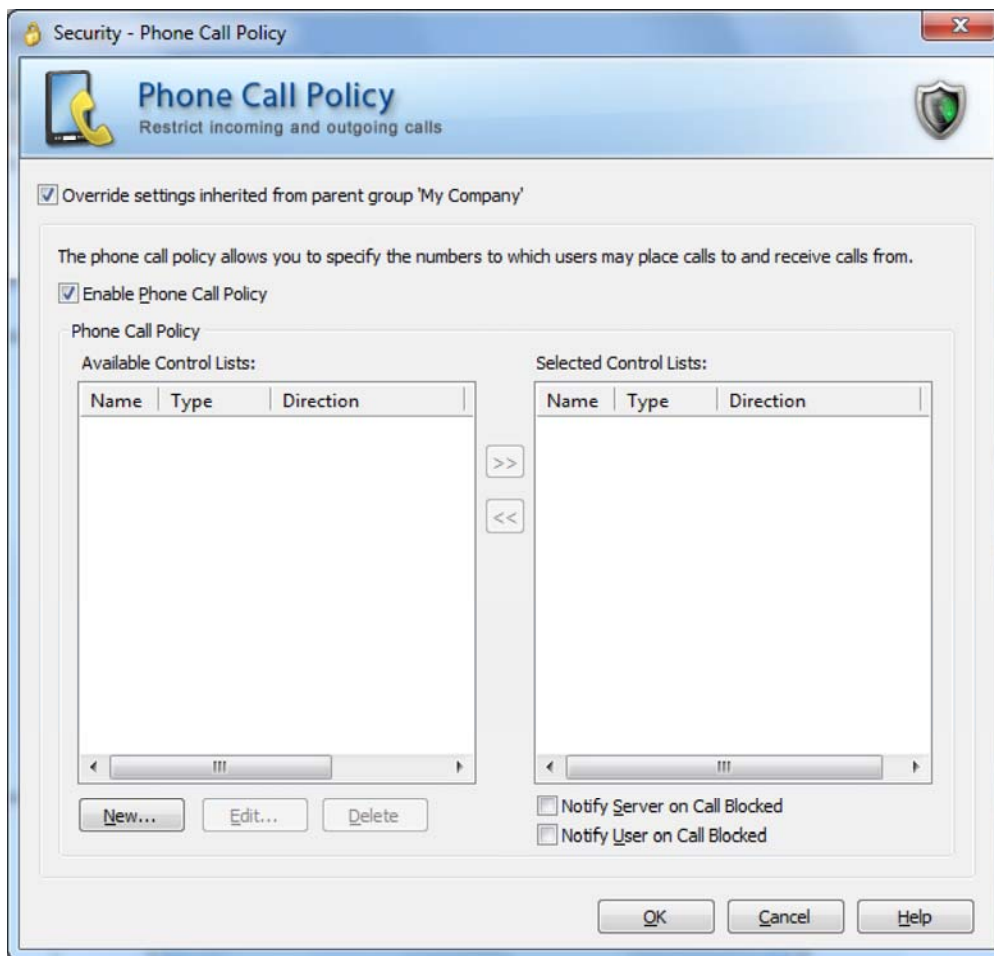 Security - Phone Call Policy
Phone Call Policy
Restrict incoming and outgoing calls
Override settings inherited from parent group 'My Company'
The phone call policy allows you to specify the numbers to which users may place calls to and receive calls from.
Enable Phone Call Policy
Phone Call Policy
Available Control Lists:
Name Type Direction
Selected Control Lists:
Name Type Direction
>>
<<
New... Edit... Delete
Notify Server on Call Blocked
Notify User on Call Blocked
OK Cancel Help